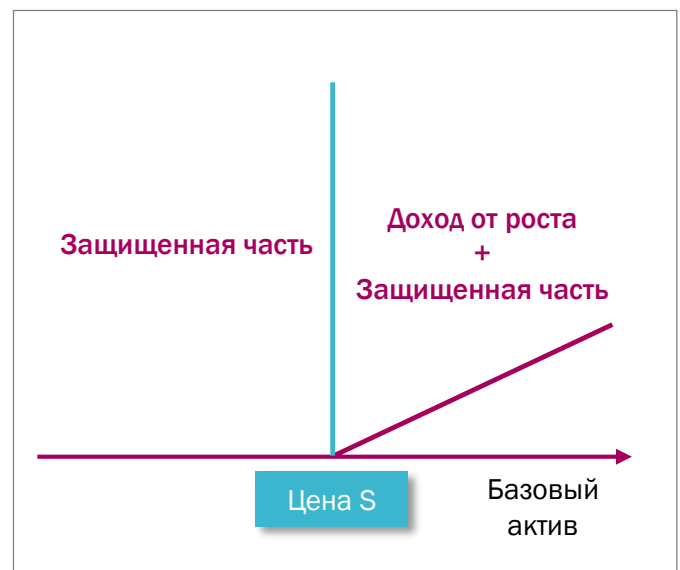 Защищенная часть
Доход от роста
+
Защищенная часть
Цена S
Базовый
актив